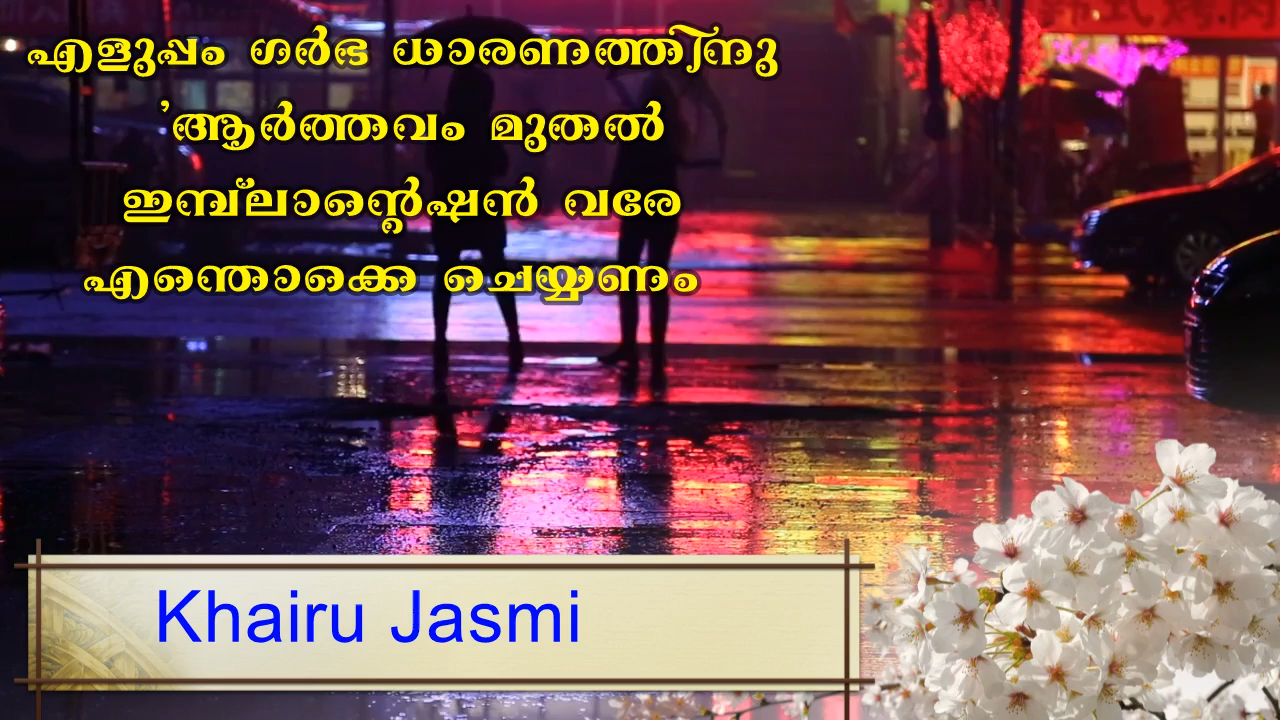 എളുപ്പം ഗർഭ ധാരണത്തിനു
'ആർത്തവം മുതൽ
ഇമ്പ്ലാന്റെഷൻ വരേ
എന്തൊക്കെ ചെയ്യണം
Khairu Jasmi